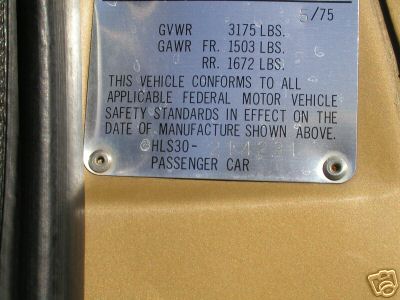 5/75
GVWR 3175 LBS.
GAWR FR. 1503 LBS.
RR. 1672 LBS.
THIS VEHICLE CONFORMS TO ALL
APPLICABLE FEDERAL MOTOR VEHICLE
SAFETY STANDARDS IN EFFECT ON THE
DATE OF MANUFACTURE SHOWN ABOVE.
HLS30-
PASSENGER CAR